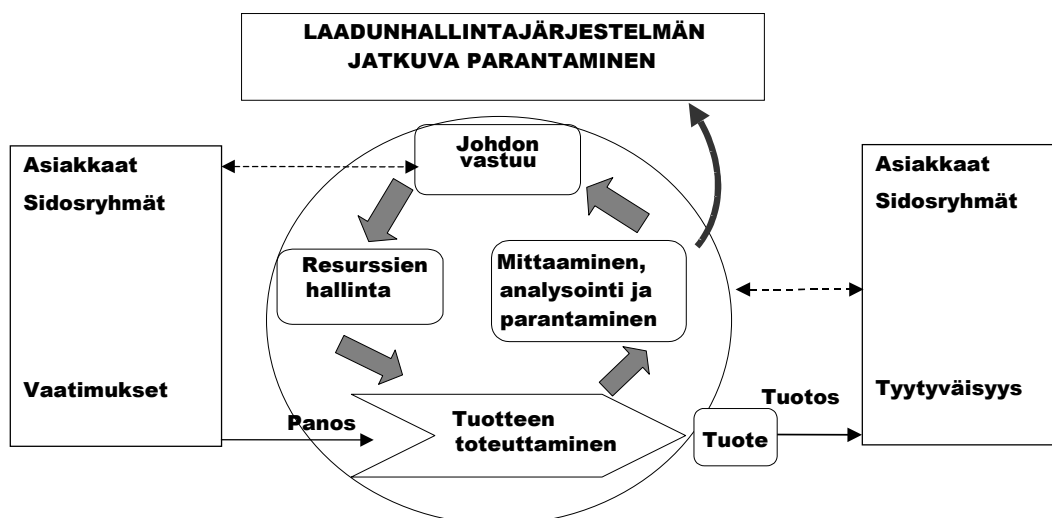 LAADUNHALLINTAJÄRJESTELMÄN
JATKUVA PARANTAMINEN
Johdon
vastuu
Asiakkaat
Sidosryhmät
Vaatimukset
Resurssien
hallinta
Mittaaminen,
analysointi ja
parantaminen
Panos
Tuotteen
toteuttaminen
Tuote
Tuotos
Asiakkaat
Sidosryhmät
Tyytyväisyys